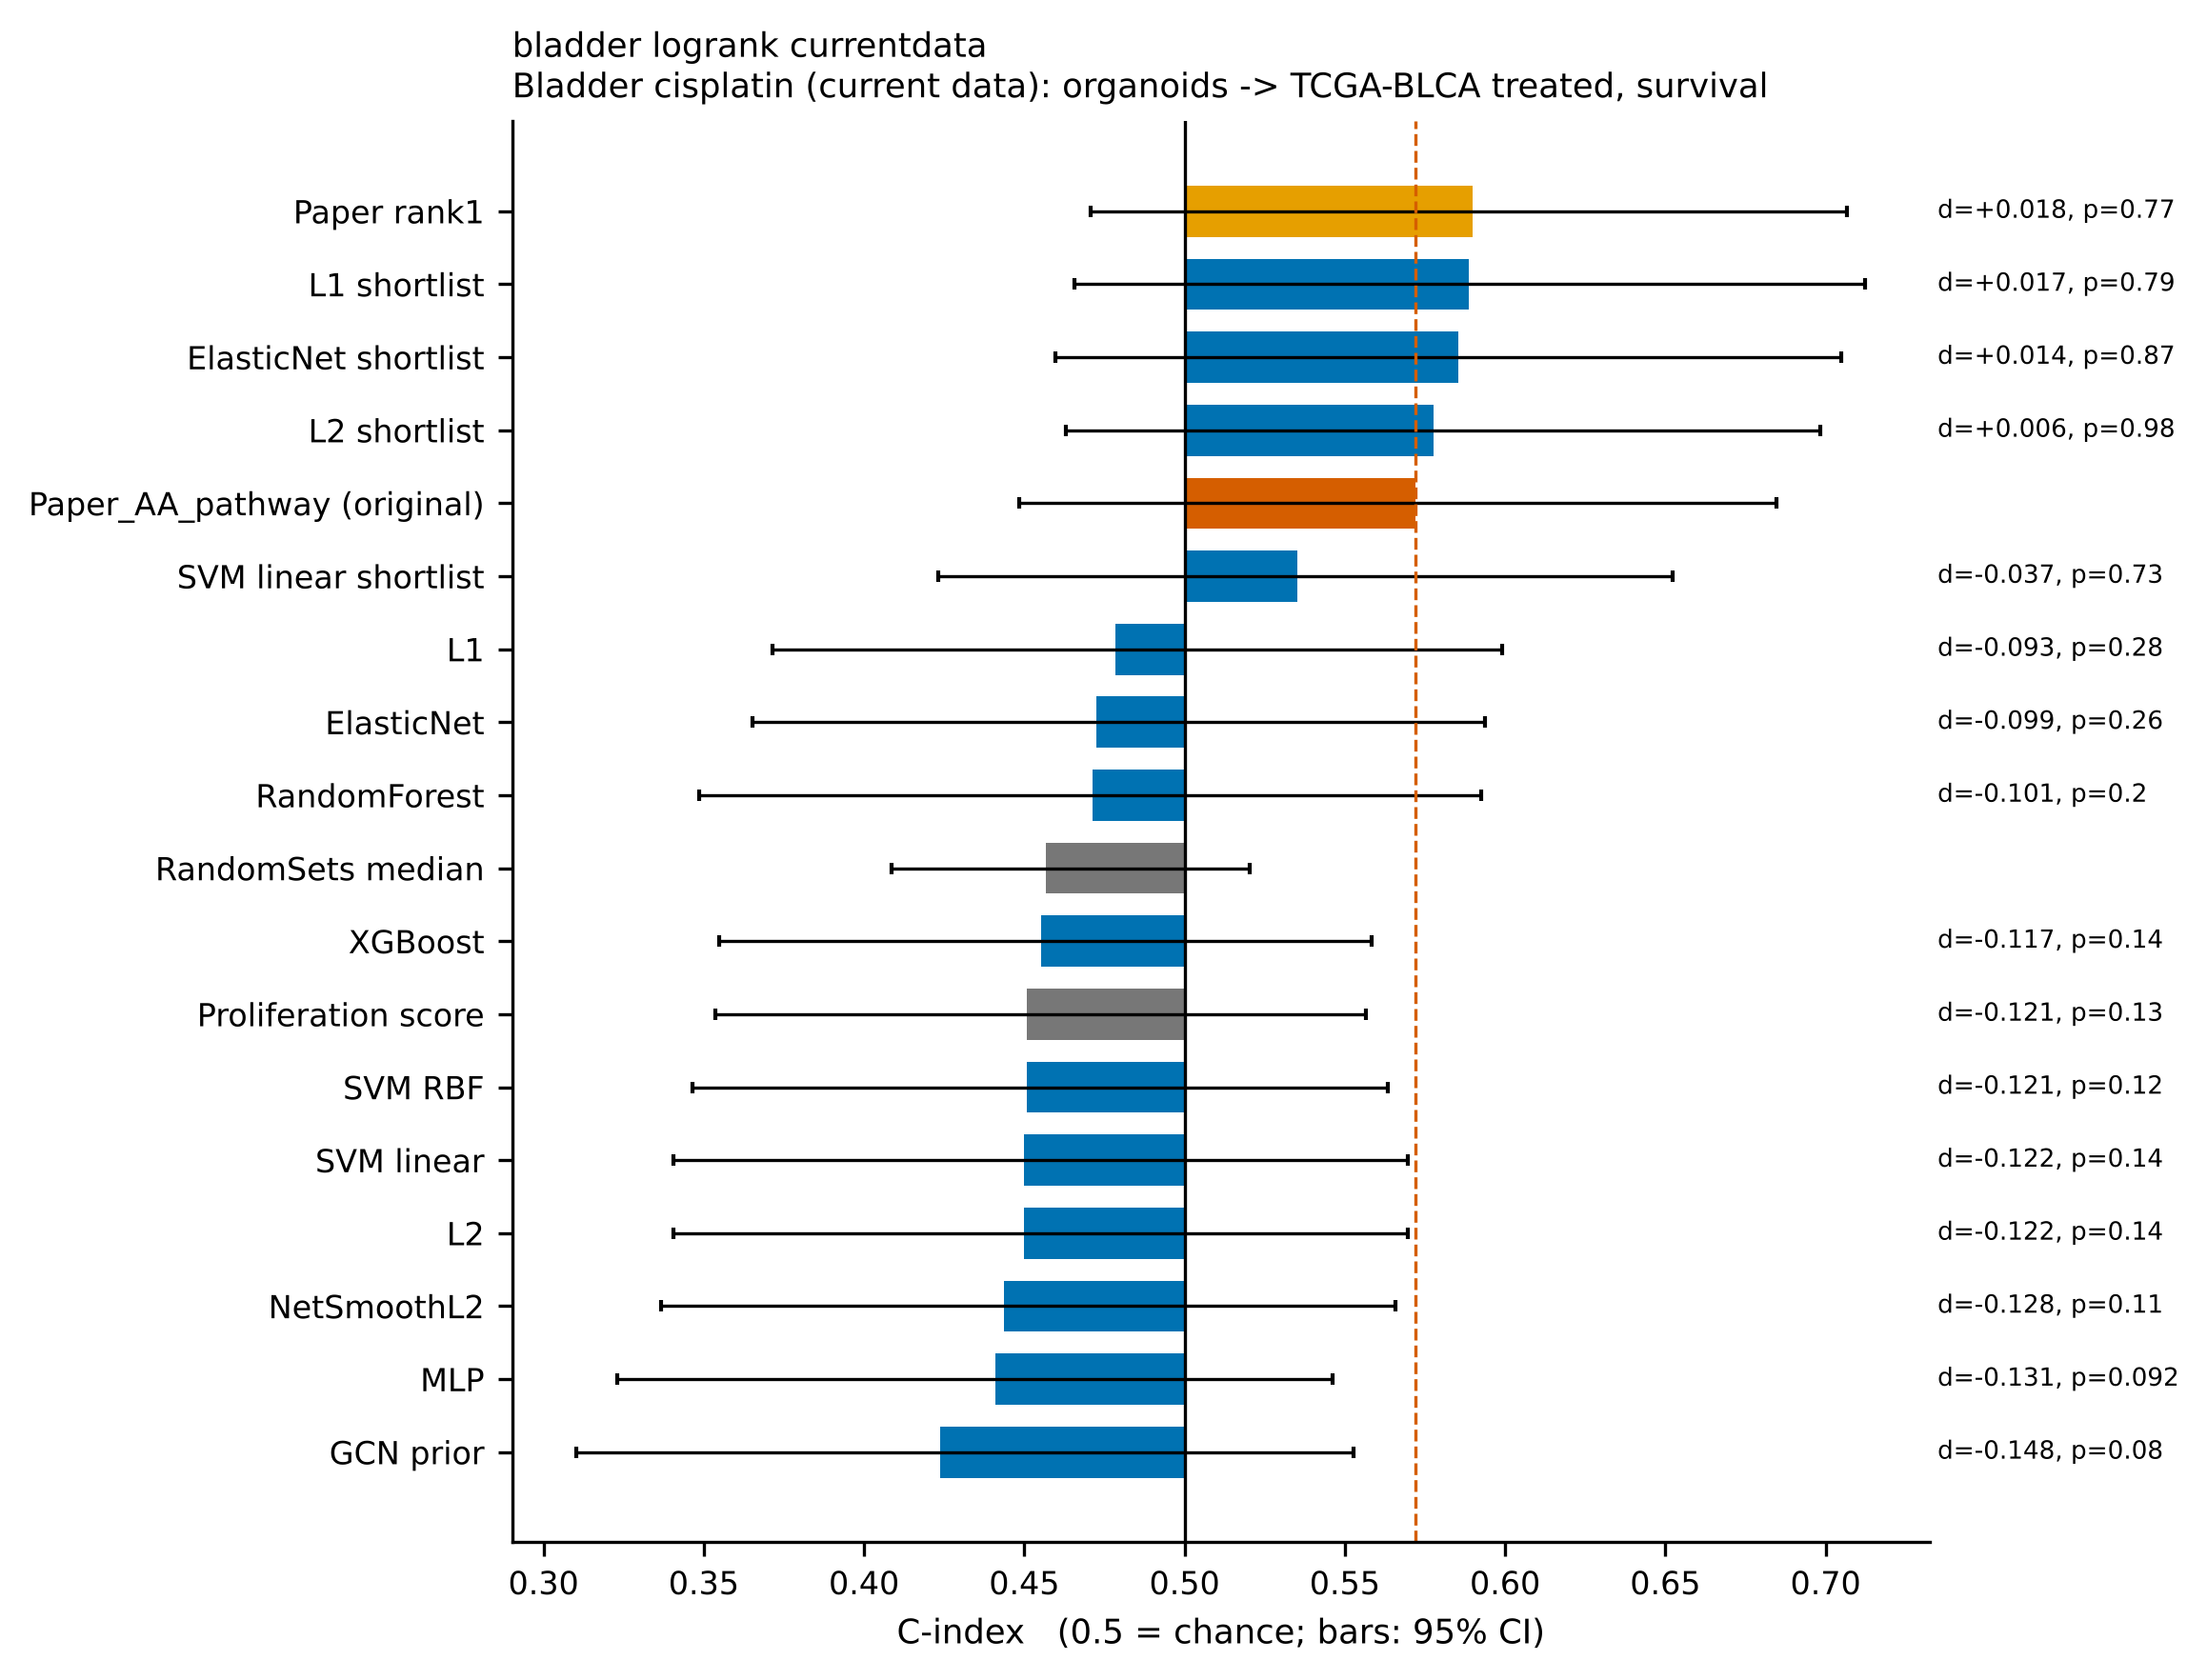 bladder logrank currentdata
Bladder cisplatin (current data): organoids -> TCGA-BLCA treated, survival
Paper rank1
d=+0.018, p=0.77
L1 shortlist
d=+0.017, p=0.79
ElasticNet shortlist
d=+0.014, p=0.87
L2 shortlist
d=+0.006, p=0.98
Paper_AA_pathway (original)
SVM linear shortlist
d=-0.037, p=0.73
L1
d=-0.093, p=0.28
ElasticNet
d=-0.099, p=0.26
RandomForest
d=-0.101, p=0.2
RandomSets median
XGBoost
d=-0.117, p=0.14
Proliferation score
d=-0.121, p=0.13
SVM RBF
d=-0.121, p=0.12
SVM linear
d=-0.122, p=0.14
L2
d=-0.122, p=0.14
NetSmoothL2
d=-0.128, p=0.11
MLP
d=-0.131, p=0.092
GCN prior
d=-0.148, p=0.08
0.30 0.35 0.40 0.45 0.50 0.55 0.60 0.65 0.70
C-index (0.5 = chance; bars: 95% CI)